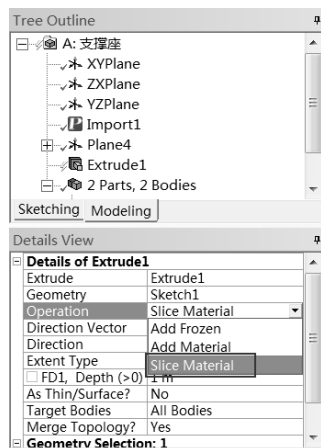 Tree Outline
A: 支撑座
XYPlane
ZXPlane
YZPlane
Import1
Plane4
Extrude1
2 Parts, 2 Bodies
Sketching Modeling
Details View
Details of Extrude1
Extrude Extrude1
Geometry Sketch1
Operation Slice Material
Direction Vector Add Frozen
Direction Add Material
Extent Type Slice Material
FD1, Depth (>0) 1 m
As Thin/Surface? No
Target Bodies All Bodies
Merge Topology? Yes
Geometry Selection: 1